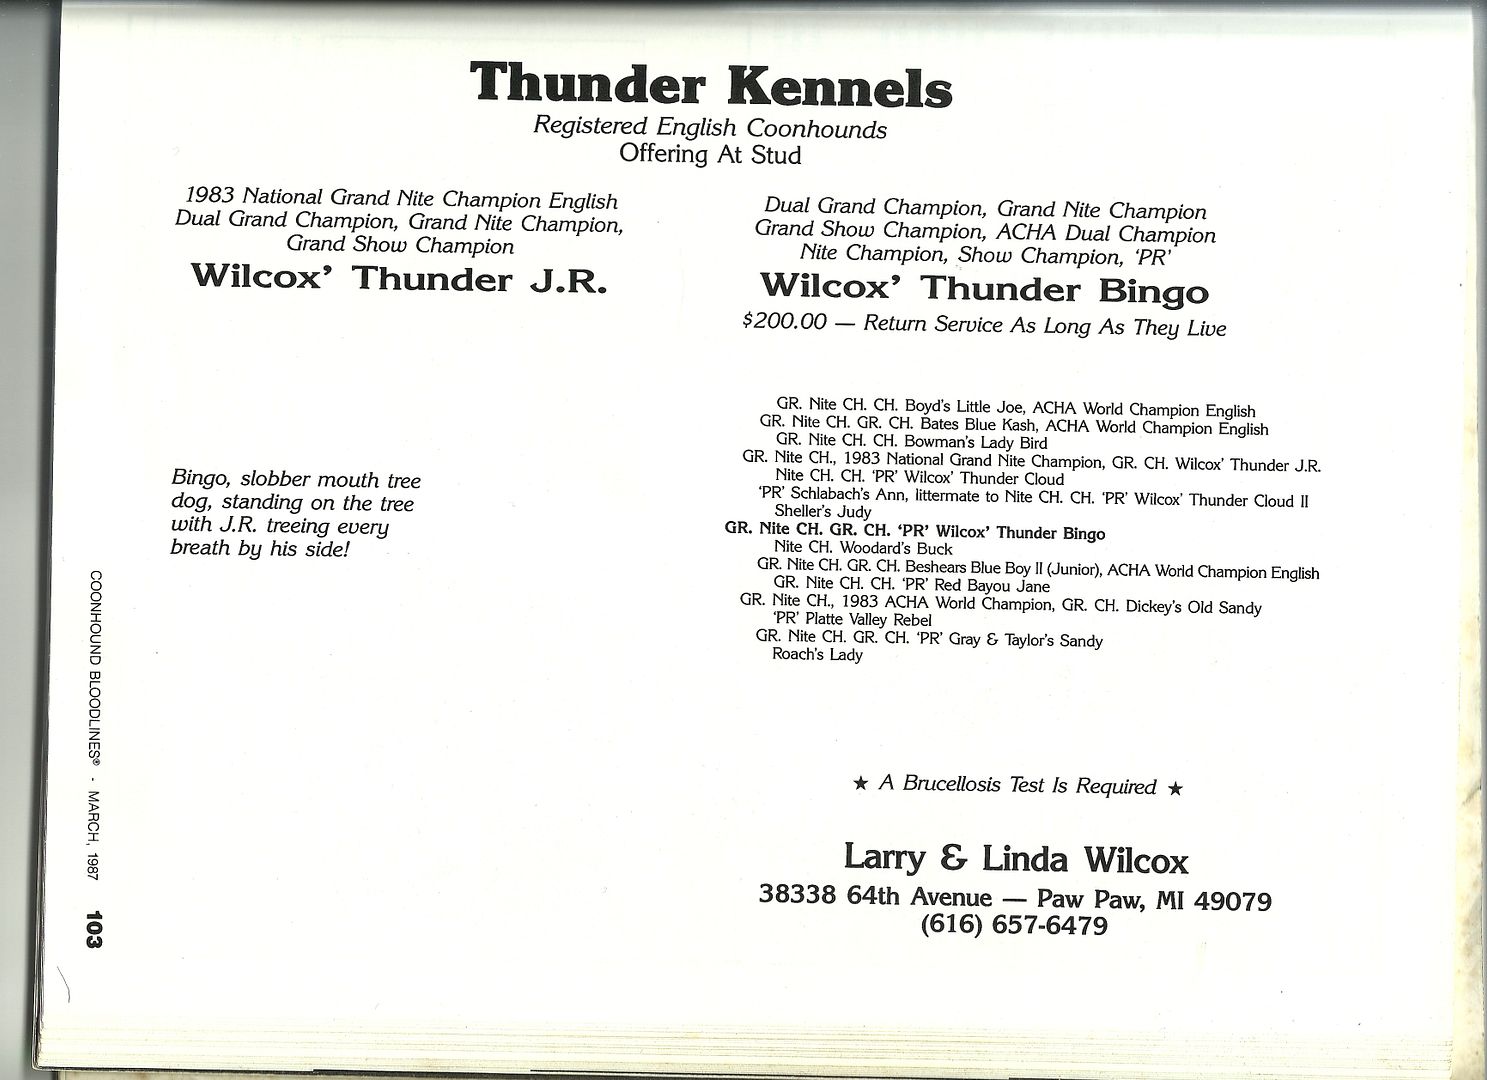 Thunder Kennels
Registered English Coonhounds
Offering At Stud
1983 National Grand Nite Champion English
Dual Grand Champion, Grand Nite Champion,
Grand Show Champion
Wilcox’ Thunder J.R.
Bingo, slobber mouth tree
dog, standing on the tree
with J.R. treeing every
breath by his side!
Dual Grand Champion, Grand Nite Champion
Grand Show Champion, ACHA Dual Champion
Nite Champion, Show Champion, ‘PR’
Wilcox’ Thunder Bingo
$200.00 — Return Service As Long As They Live
GR. Nite CH. CH. Boyd’s Little Joe, ACHA World Champion English
GR. Nite CH. GR. CH. Bates Blue Kash, ACHA World Champion English
GR. Nite CH. CH. Bowman’s Lady Bird
GR. Nite CH., 1983 National Grand Nite Champion, GR. CH. Wilcox’ Thunder J.R.
Nite CH. CH. ‘PR’ Wilcox’ Thunder Cloud
‘PR’ Schlabach’s Ann, littermate to Nite CH. CH. ‘PR’ Wilcox’ Thunder Cloud II
Sheller’s Judy
GR. Nite CH. GR. CH. ‘PR’ Wilcox’ Thunder Bingo
Nite CH. Woodard’s Buck
GR. Nite CH. GR. CH. Beshears Blue Boy II (Junior), ACHA World Champion English
GR. Nite CH. CH. ‘PR’ Red Bayou Jane
GR. Nite CH., 1983 ACHA World Champion, GR. CH. Dickey’s Old Sandy
‘PR’ Platte Valley Rebel
GR. Nite CH. GR. CH. ‘PR’ Gray & Taylor’s Sandy
Roach’s Lady
★ A Brucellosis Test Is Required ★
Larry & Linda Wilcox
38338 64th Avenue — Paw Paw, MI 49079
(616) 657-6479
COONHOUND BLOODLINES® - MARCH, 1987 103